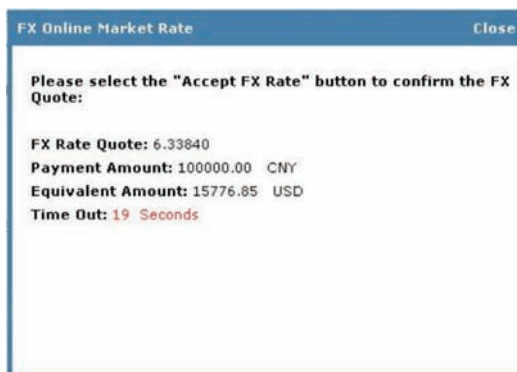 FX Online Market Rate Close
Please select the "Accept FX Rate" button to confirm the FX
Quote:
FX Rate Quote: 6.33840
Payment Amount: 100000.00 CNY
Equivalent Amount: 15776.85 USD
Time Out: 19 Seconds